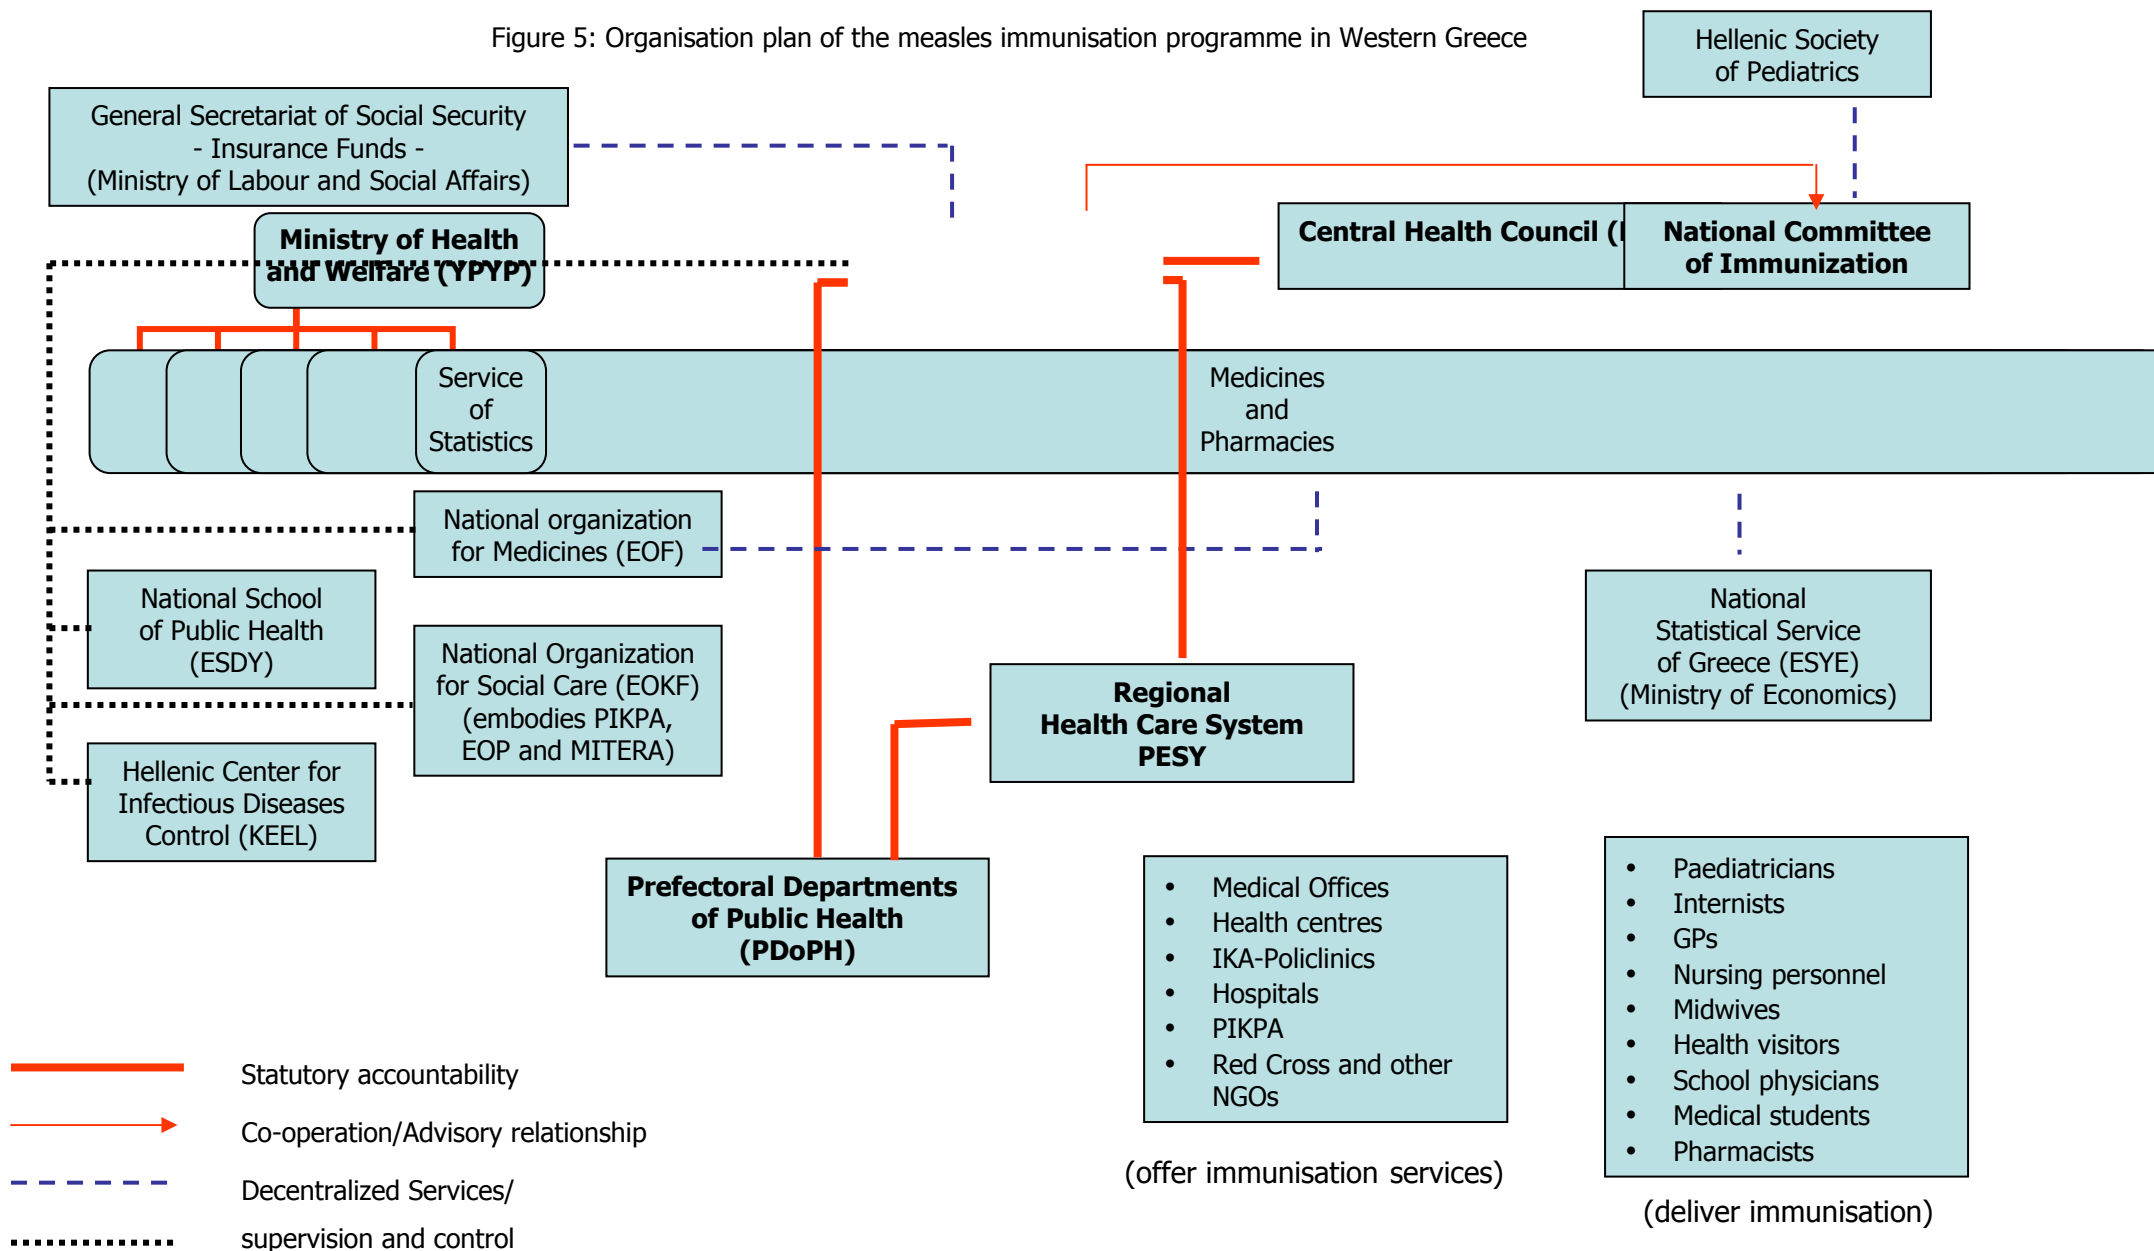 Figure 5: Organisation plan of the measles immunisation programme in Western Greece
Hellenic Society
of Pediatrics
General Secretariat of Social Security
- Insurance Funds -
(Ministry of Labour and Social Affairs)
Ministry of Health
and Welfare (YPYP)
Central Health Council (
National Committee
of Immunization
Service
of
Statistics
Medicines
and
Pharmacies
National organization
for Medicines (EOF)
National School
of Public Health
(ESDY)
National Organization
for Social Care (EOKF)
(embodies PIKPA,
EOP and MITERA)
Hellenic Center for
Infectious Diseases
Control (KEEL)
National
Statistical Service
of Greece (ESYE)
(Ministry of Economics)
Regional
Health Care System
PESY
Prefectoral Departments
of Public Health
(PDoPH)
• Medical Offices
• Health centres
• IKA-Policlinics
• Hospitals
• PIKPA
• Red Cross and other
NGOs
(offer immunisation services)
• Paediatricians
• Internists
• GPs
• Nursing personnel
• Midwives
• Health visitors
• School physicians
• Medical students
• Pharmacists
(deliver immunisation)
Statutory accountability
Co-operation/Advisory relationship
Decentralized Services/
supervision and control